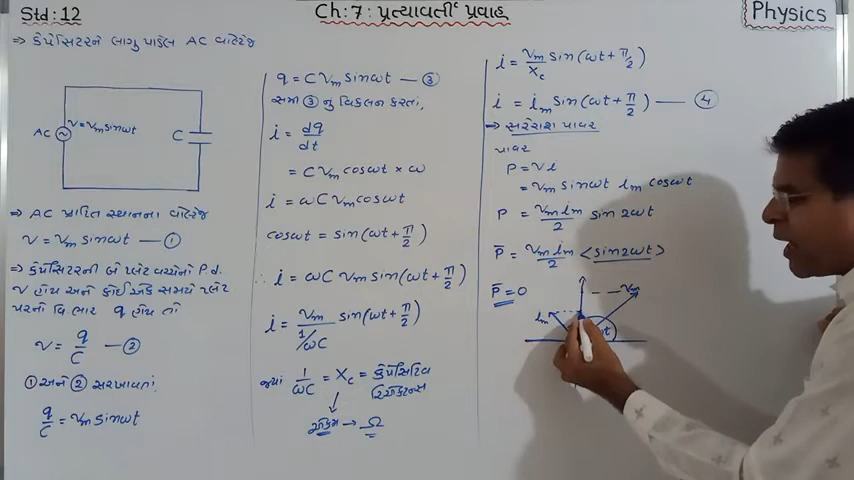 Std:12
Ch:7: પ્રત્યાવર્તી પ્રવાહ
Physics
⇒ કેપેસિટરને લાગુ પાડેલ AC વોલ્ટેજ
AC
v=vm sinωt
C
⇒ AC પ્રાપ્તિ સ્થાનના વોલ્ટેજ
v = vm sinωt — ①
⇒ કેપેસિટરની બે પ્લેટ વચ્ચેનો P.d.
v હોય અને કોઈ એક સમયે પ્લેટ
પરનો વિ.ભાર q હોય તો
v = q/C — ②
① અને ② સરખાવતાં
q/C = vm sinωt
q = C vm sinωt — ③
સમી ③ નુ વિકલન કરતાં,
i = dq/dt
= C vm cosωt × ω
i = ωC vm cosωt
cosωt = sin(ωt + π/2)
∴ i = ωC vm sin(ωt + π/2)
i = vm/(1/ωC) sin(ωt + π/2)
જ્યાં 1/ωC = Xc = કેપેસિટિવ
રિએક્ટન્સ
એકમ → Ω
i = vm/Xc sin(ωt + π/2)
i = im sin(ωt + π/2) — ④
⇒ સરેરાશ પાવર
પાવર
P = vi
= vm sinωt im cosωt
P = vm im/2 sin2ωt
P̄ = vm im/2 <sin2ωt>
P̄ = 0
vm
im
t